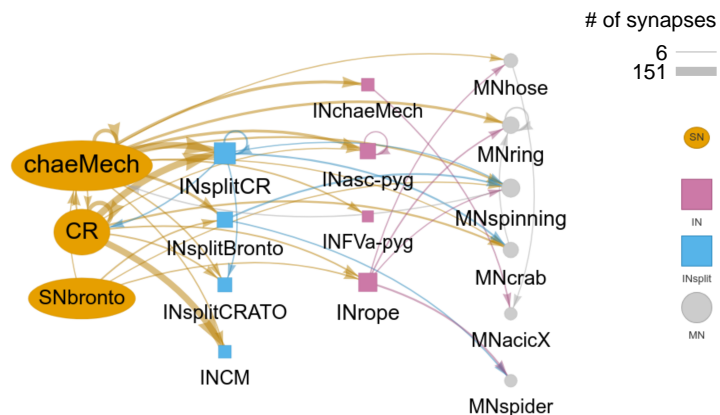 # of synapses
6
151
MNhose
INchaeMech
MNring
chaeMech
INsplitCR
INasc-pyg
MNspinning
CR
INsplitBronto
INFVa-pyg
MNcrab
SNbronto
INsplitCRATO
INrope
MNacicX
INCM
MNspider
SN
IN
INsplit
MN